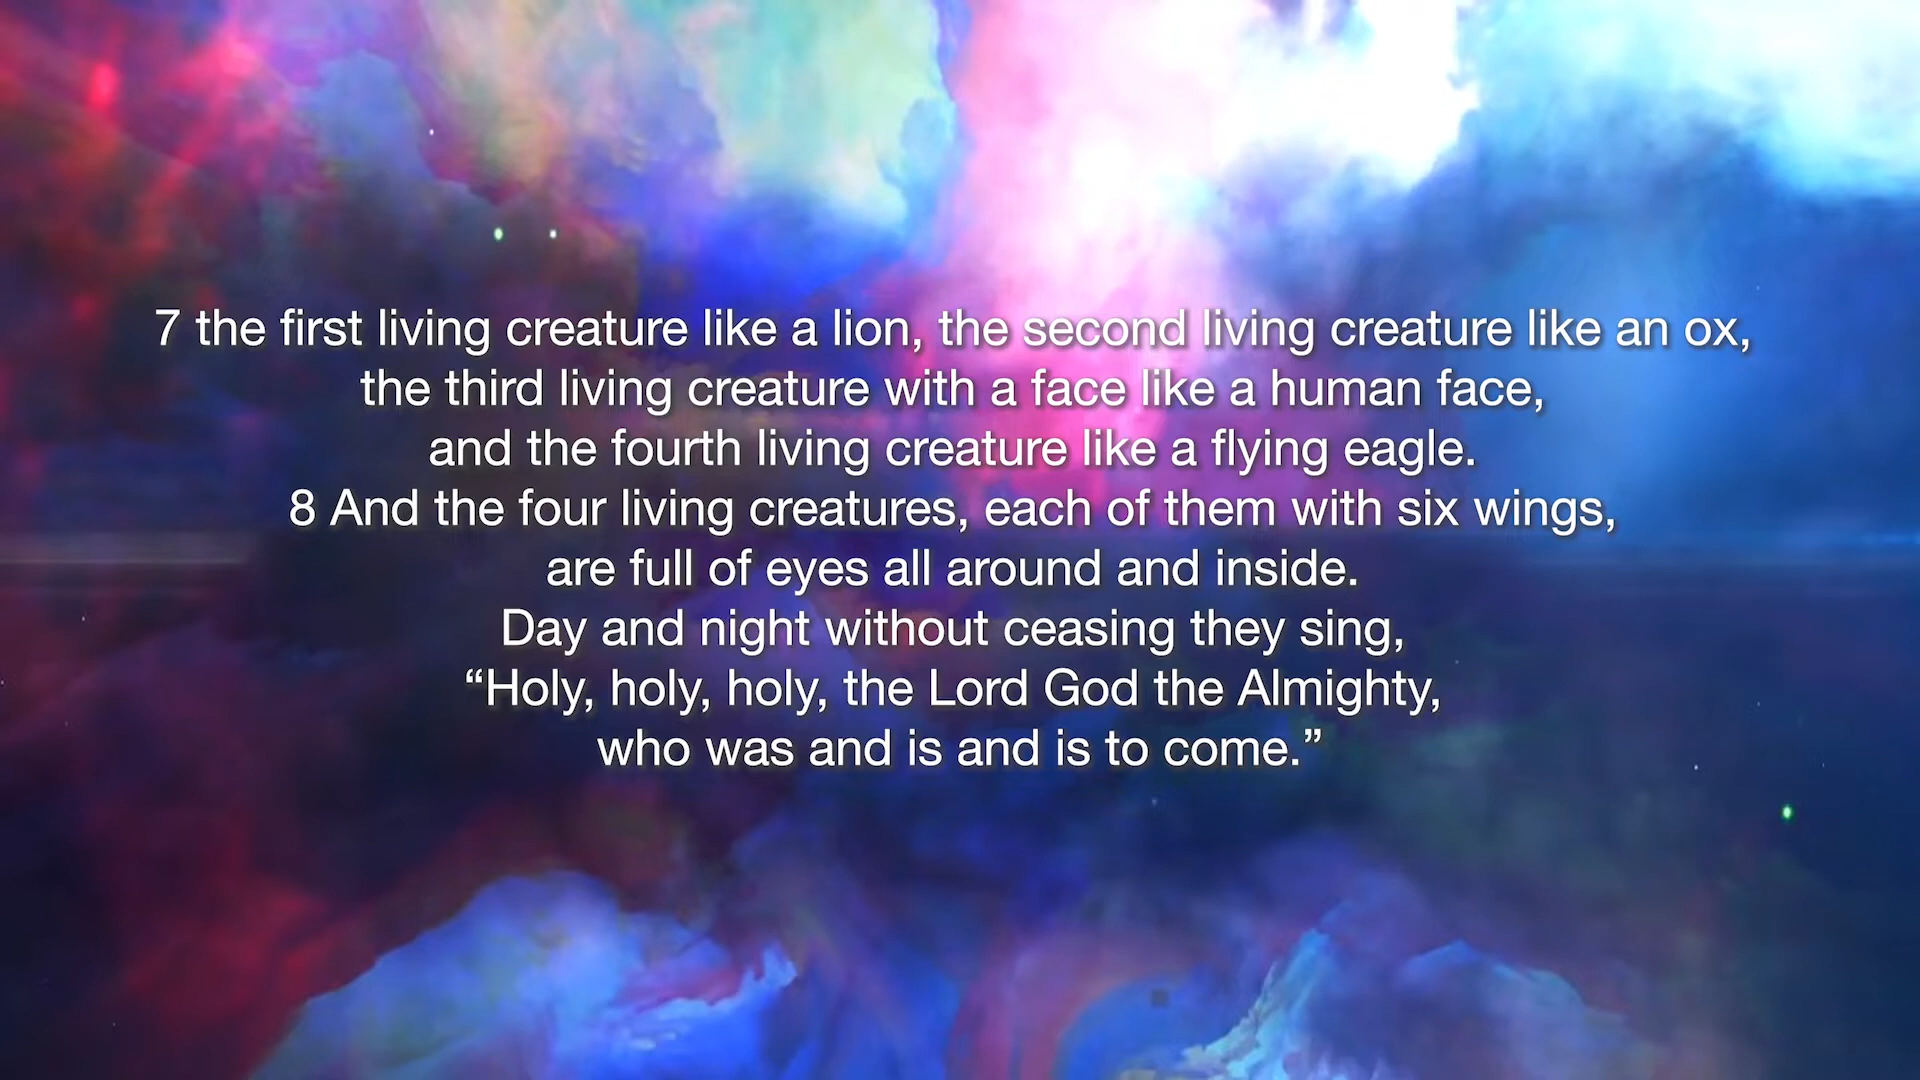 7 the first living creature like a lion, the second living creature like an ox,
the third living creature with a face like a human face,
and the fourth living creature like a flying eagle.
8 And the four living creatures, each of them with six wings,
are full of eyes all around and inside.
Day and night without ceasing they sing,
“Holy, holy, holy, the Lord God the Almighty,
who was and is and is to come.”